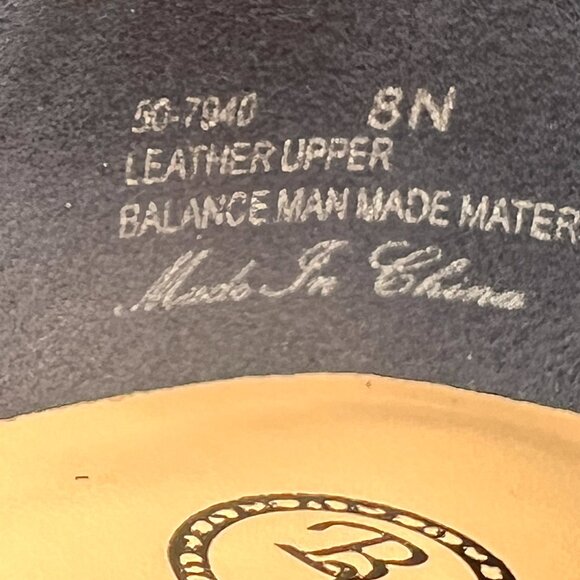 50-7940 8N
LEATHER UPPER
BALANCE MAN MADE MATER
Made In China
B